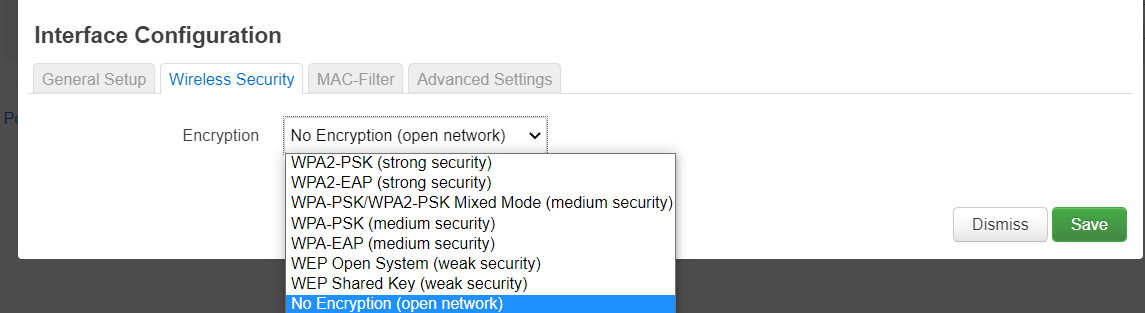 Interface Configuration
General Setup Wireless Security MAC-Filter Advanced Settings
Encryption No Encryption (open network)
WPA2-PSK (strong security)
WPA2-EAP (strong security)
WPA-PSK/WPA2-PSK Mixed Mode (medium security)
WPA-PSK (medium security)
WPA-EAP (medium security)
WEP Open System (weak security)
WEP Shared Key (weak security)
No Encryption (open network)
Dismiss Save